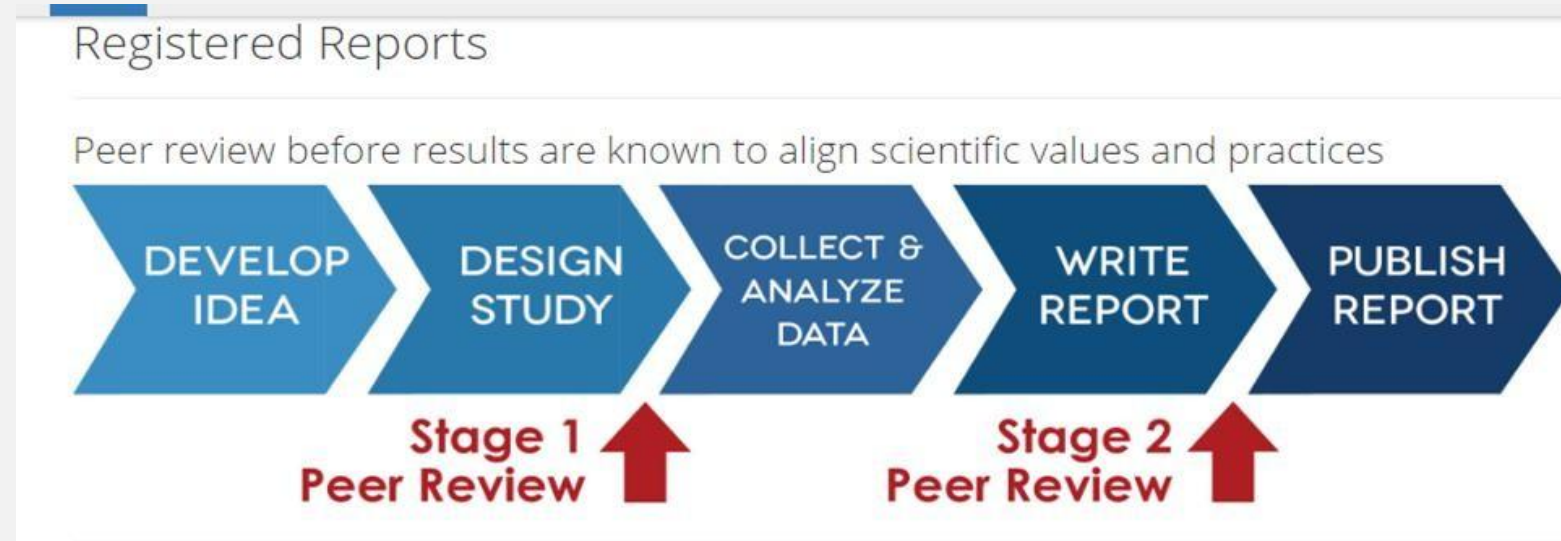 Registered Reports
Peer review before results are known to align scientific values and practices
DEVELOP
IDEA
DESIGN
STUDY
COLLECT &
ANALYZE
DATA
WRITE
REPORT
PUBLISH
REPORT
Stage 1
Peer Review
Stage 2
Peer Review